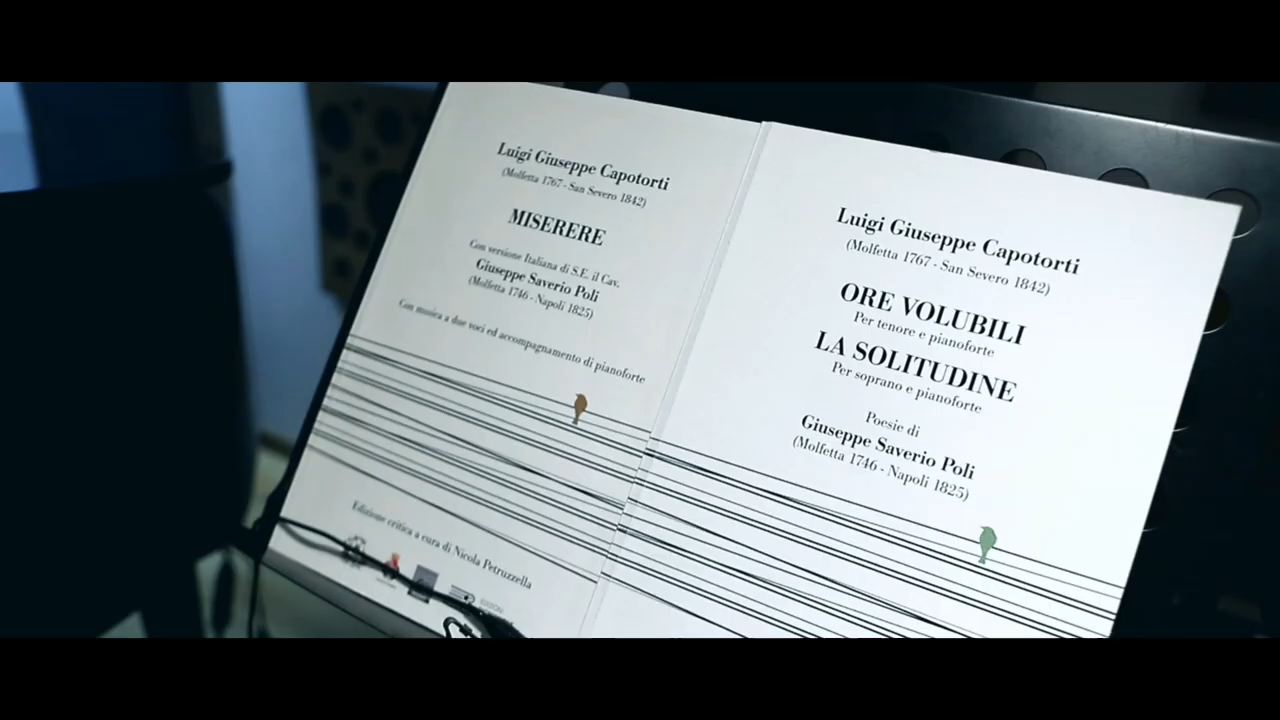 Luigi Giuseppe Capotorti
(Molfetta 1767 - San Severo 1842)
MISERERE
Con versione Italiana di S.E. il Cav.
Giuseppe Saverio Poli
(Molfetta 1746 - Napoli 1825)
Con musica a due voci ed accompagnamento di pianoforte
Edizione critica a cura di Nicola Petruzzella
Luigi Giuseppe Capotorti
(Molfetta 1767 - San Severo 1842)
ORE VOLUBILI
Per tenore e pianoforte
LA SOLITUDINE
Per soprano e pianoforte
Poesie di
Giuseppe Saverio Poli
(Molfetta 1746 - Napoli 1825)